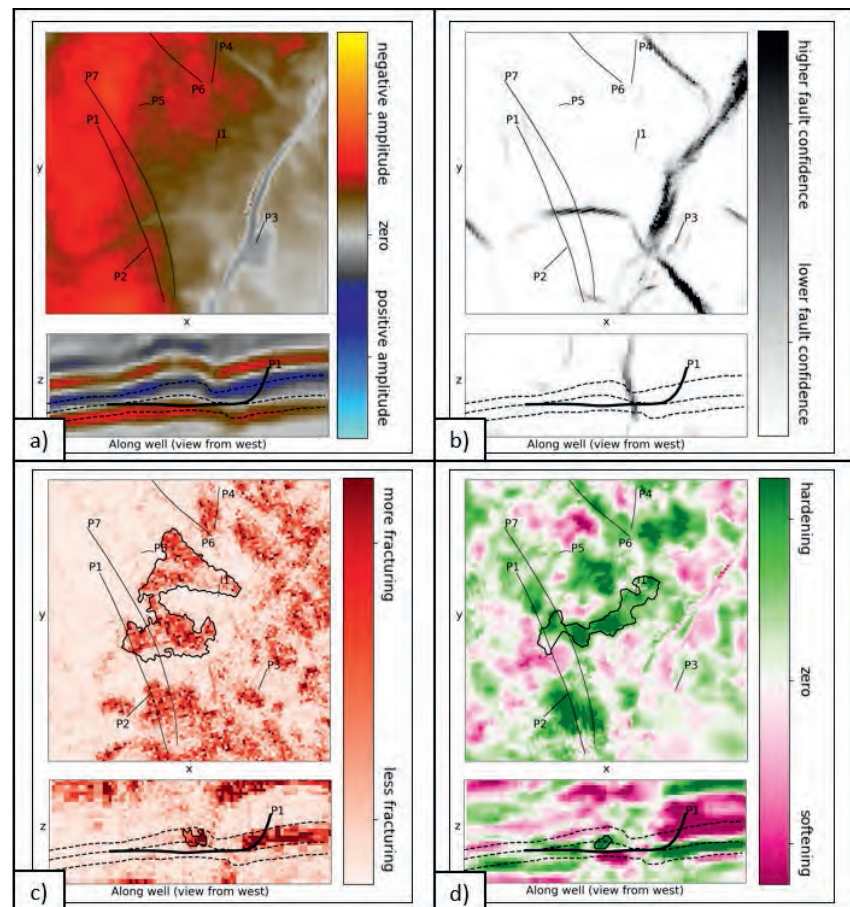 P4
P7
P6
P5
P1
I1
y
P3
P2
x
z
P1
Along well (view from west)
negative amplitude
zero
positive amplitude
a)
P4
P7
P6
P5
P1
I1
y
P3
P2
x
z
P1
Along well (view from west)
higher fault confidence
lower fault confidence
b)
P4
P7
P6
P5
P1
I1
y
P3
P2
x
z
P1
Along well (view from west)
more fracturing
less fracturing
c)
P4
P7
P6
P5
P1
I1
y
P3
P2
x
z
P1
Along well (view from west)
hardening
zero
softening
d)